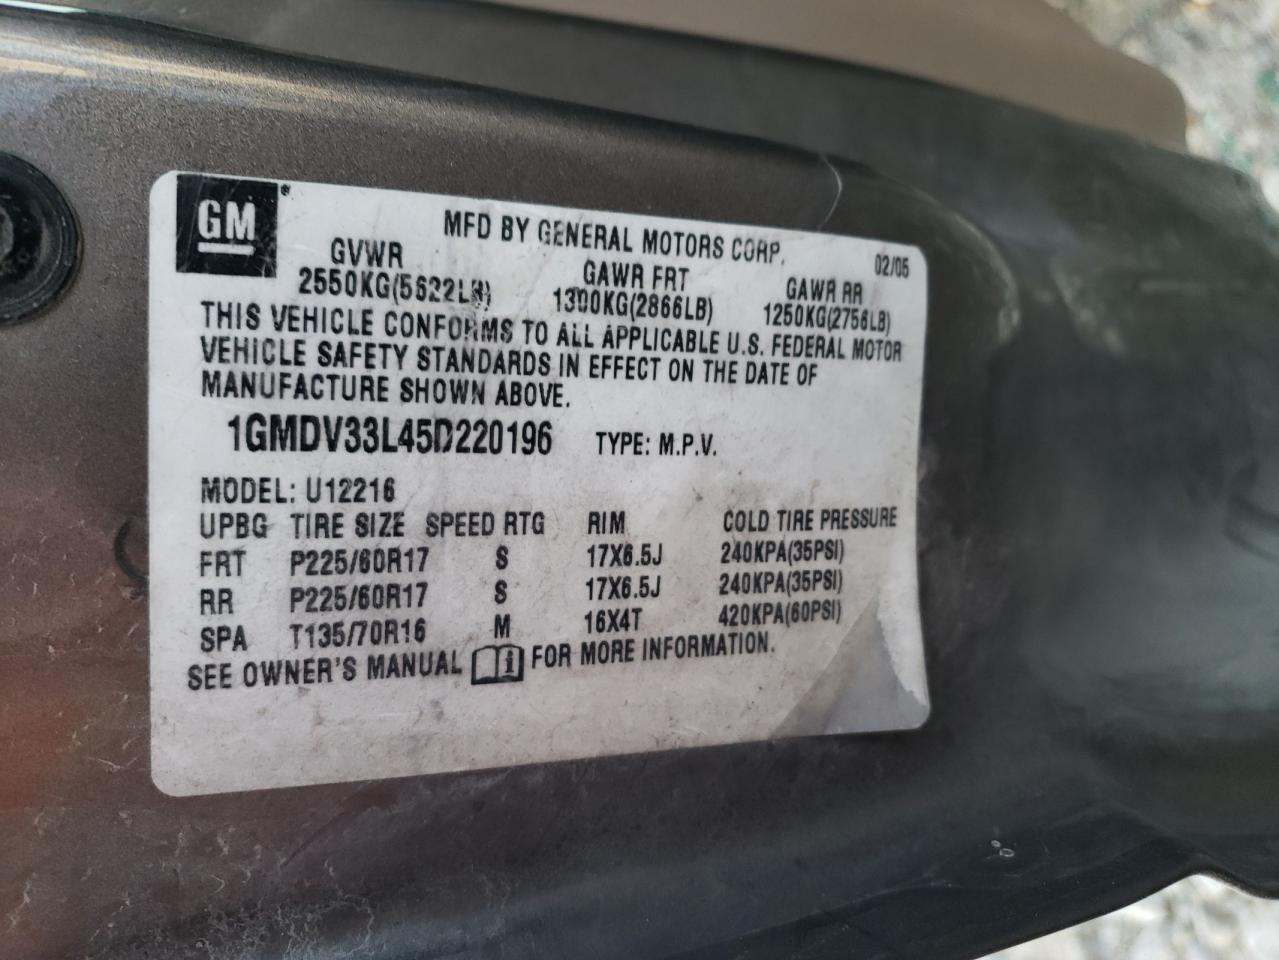 GM®
MFD BY GENERAL MOTORS CORP.
02/05
GVWR GAWR FRT GAWR RR
2550KG(5622LB) 1300KG(2866LB) 1250KG(2756LB)
THIS VEHICLE CONFORMS TO ALL APPLICABLE U.S. FEDERAL MOTOR
VEHICLE SAFETY STANDARDS IN EFFECT ON THE DATE OF
MANUFACTURE SHOWN ABOVE.
1GMDV33L45D220196 TYPE: M.P.V.
MODEL: U12216
UPBG TIRE SIZE SPEED RTG RIM COLD TIRE PRESSURE
FRT P225/60R17 S 17X6.5J 240KPA(35PSI)
RR P225/60R17 S 17X6.5J 240KPA(35PSI)
SPA T135/70R16 M 16X4T 420KPA(60PSI)
SEE OWNER'S MANUAL FOR MORE INFORMATION.